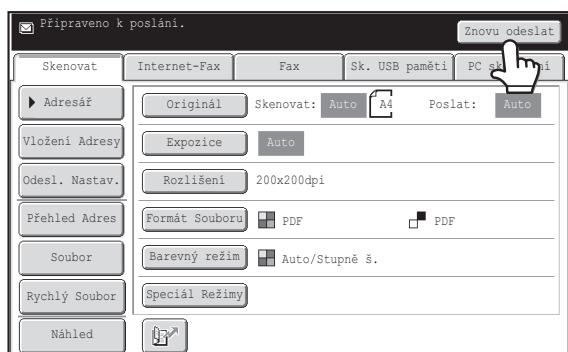 Připraveno k poslání.
Znovu odeslat
Skenovat Internet-Fax Fax Sk. USB paměti PC
Adresář Originál Skenovat: Auto A4 Poslat: Auto
Vložení Adresy Expozice Auto
Odesl. Nastav. Rozlišení 200x200dpi
Přehled Adres Formát Souboru PDF PDF
Soubor Barevný režim Auto/Stupně š.
Rychlý Soubor Speciál Režimy
Náhled